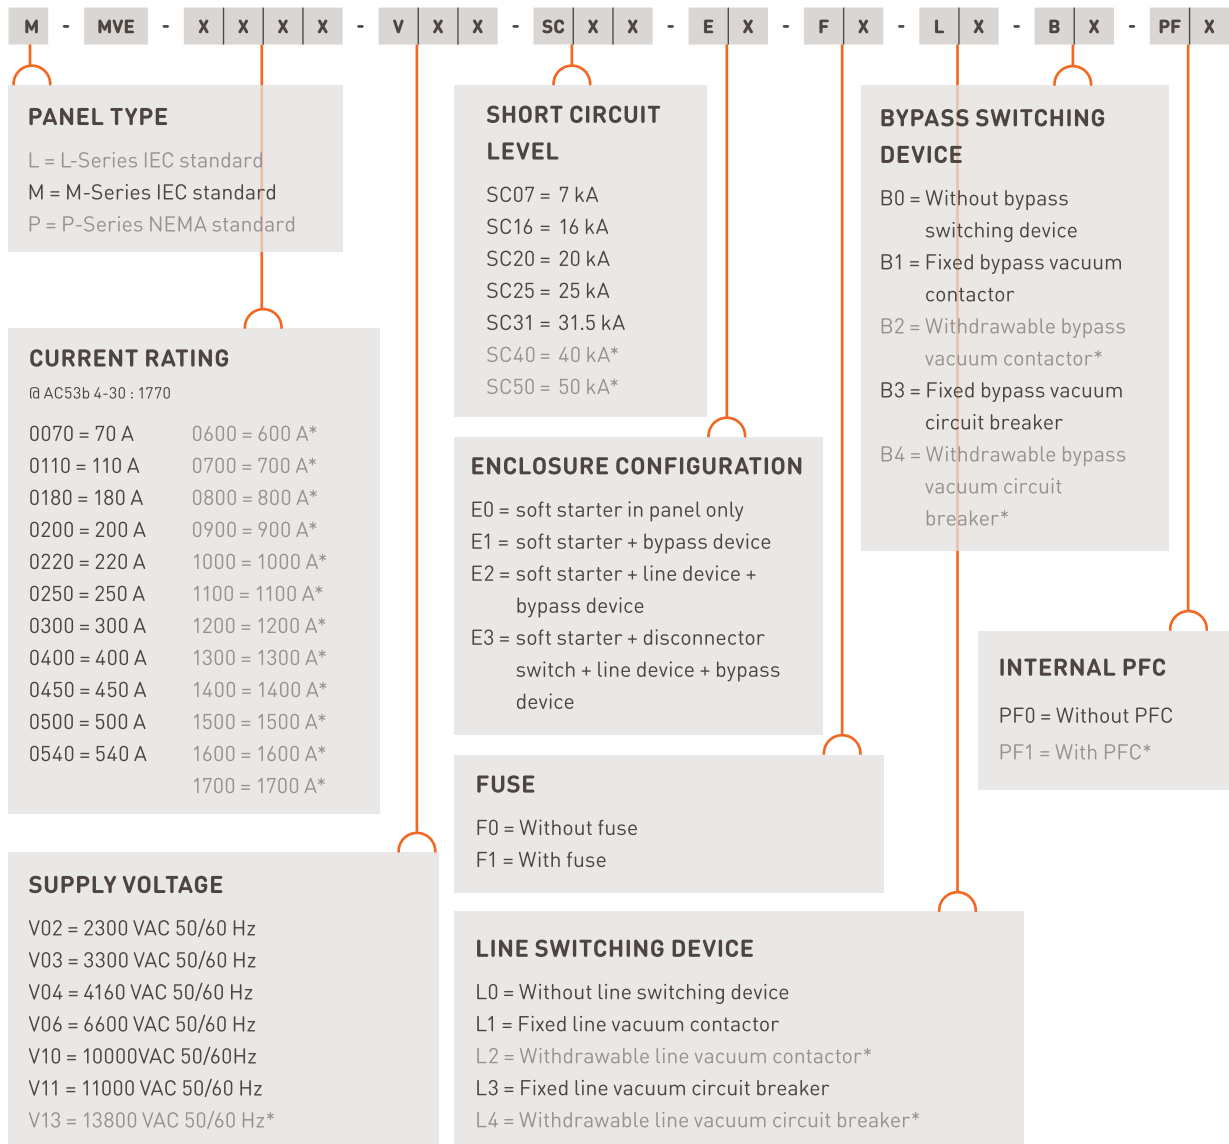 M - MVE - X X X X - V X X - SC X X - E X - F X - L X - B X - PF X
PANEL TYPE
L = L-Series IEC standard
M = M-Series IEC standard
P = P-Series NEMA standard
CURRENT RATING
@ AC53b 4-30 : 1770
0070 = 70 A
0110 = 110 A
0180 = 180 A
0200 = 200 A
0220 = 220 A
0250 = 250 A
0300 = 300 A
0400 = 400 A
0450 = 450 A
0500 = 500 A
0540 = 540 A
0600 = 600 A*
0700 = 700 A*
0800 = 800 A*
0900 = 900 A*
1000 = 1000 A*
1100 = 1100 A*
1200 = 1200 A*
1300 = 1300 A*
1400 = 1400 A*
1500 = 1500 A*
1600 = 1600 A*
1700 = 1700 A*
SUPPLY VOLTAGE
V02 = 2300 VAC 50/60 Hz
V03 = 3300 VAC 50/60 Hz
V04 = 4160 VAC 50/60 Hz
V06 = 6600 VAC 50/60 Hz
V10 = 10000VAC 50/60Hz
V11 = 11000 VAC 50/60 Hz
V13 = 13800 VAC 50/60 Hz*
SHORT CIRCUIT
LEVEL
SC07 = 7 kA
SC16 = 16 kA
SC20 = 20 kA
SC25 = 25 kA
SC31 = 31.5 kA
SC40 = 40 kA*
SC50 = 50 kA*
ENCLOSURE CONFIGURATION
E0 = soft starter in panel only
E1 = soft starter + bypass device
E2 = soft starter + line device +
bypass device
E3 = soft starter + disconnector
switch + line device + bypass
device
FUSE
F0 = Without fuse
F1 = With fuse
LINE SWITCHING DEVICE
L0 = Without line switching device
L1 = Fixed line vacuum contactor
L2 = Withdrawable line vacuum contactor*
L3 = Fixed line vacuum circuit breaker
L4 = Withdrawable line vacuum circuit breaker*
BYPASS SWITCHING
DEVICE
B0 = Without bypass
switching device
B1 = Fixed bypass vacuum
contactor
B2 = Withdrawable bypass
vacuum contactor*
B3 = Fixed bypass vacuum
circuit breaker
B4 = Withdrawable bypass
vacuum circuit
breaker*
INTERNAL PFC
PF0 = Without PFC
PF1 = With PFC*